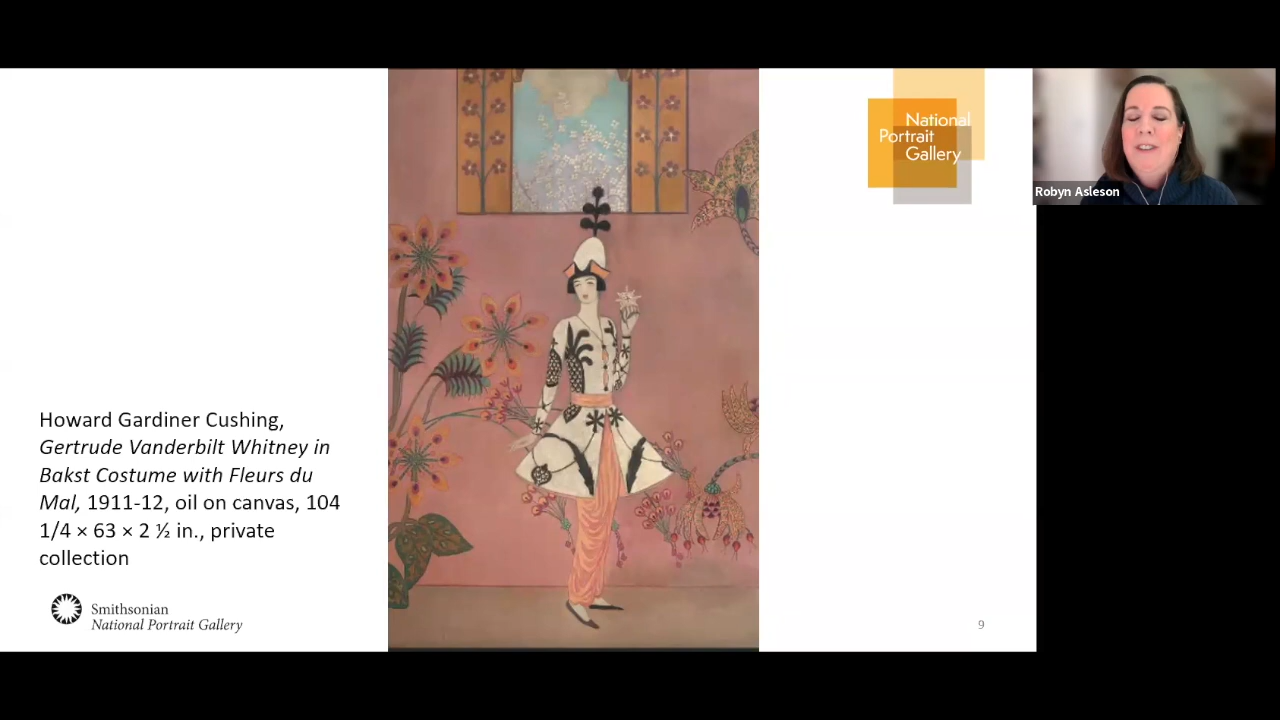 National
Portrait
Gallery
Robyn Asleson
Howard Gardiner Cushing,
Gertrude Vanderbilt Whitney in
Bakst Costume with Fleurs du
Mal, 1911-12, oil on canvas, 104
1/4 × 63 × 2 ½ in., private
collection
Smithsonian
National Portrait Gallery
9